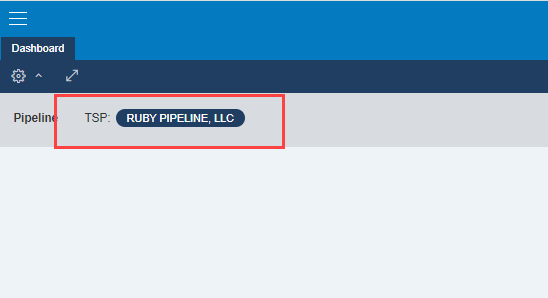 Dashboard
Pipeline TSP: RUBY PIPELINE, LLC